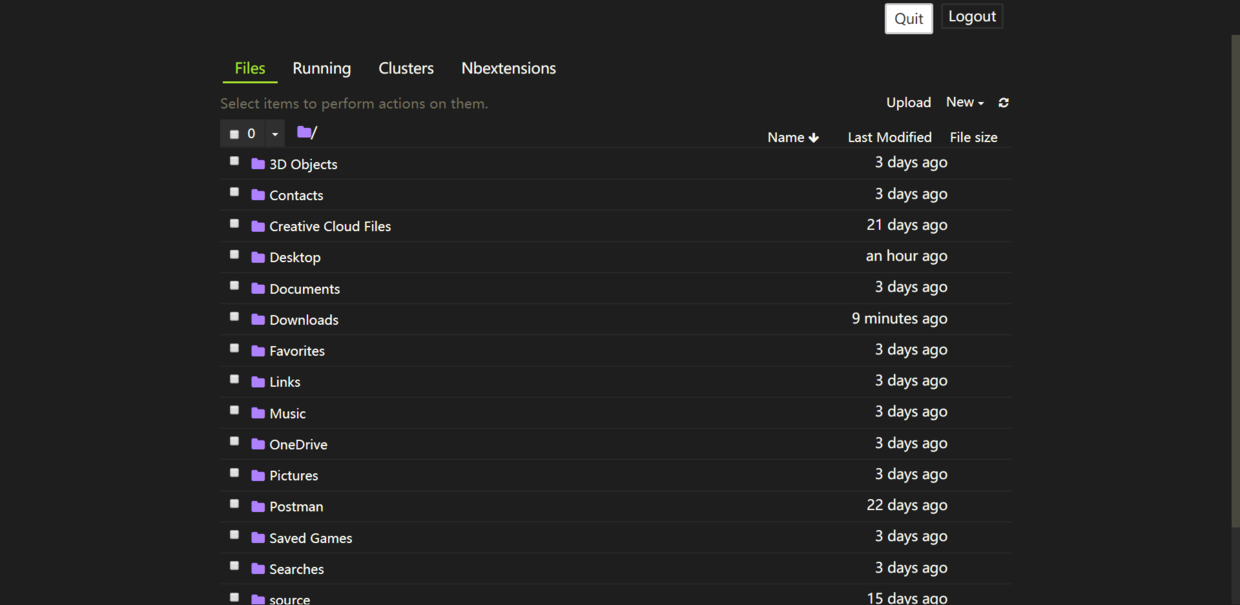 Quit Logout
Files Running Clusters Nbextensions
Select items to perform actions on them. Upload New
0 / Name Last Modified File size
3D Objects 3 days ago
Contacts 3 days ago
Creative Cloud Files 21 days ago
Desktop an hour ago
Documents 3 days ago
Downloads 9 minutes ago
Favorites 3 days ago
Links 3 days ago
Music 3 days ago
OneDrive 3 days ago
Pictures 3 days ago
Postman 22 days ago
Saved Games 3 days ago
Searches 3 days ago
source 15 days ago